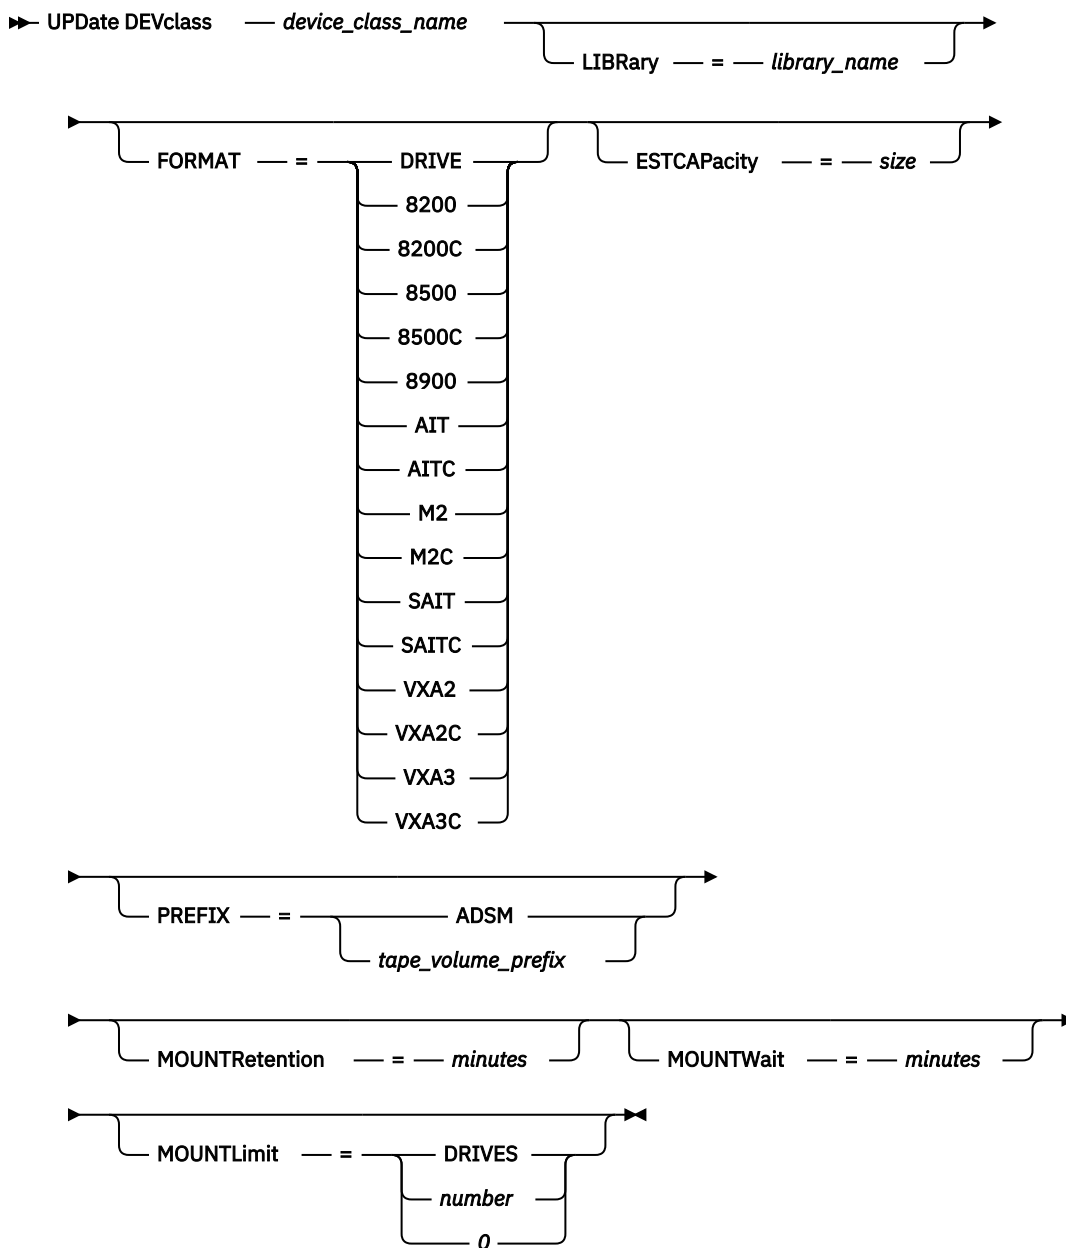 UPDate DEVclass device_class_name
LIBRary = library_name
FORMAT = DRIVE
ESTCAPacity = size
8200
8200C
8500
8500C
8900
AIT
AITC
M2
M2C
SAIT
SAITC
VXA2
VXA2C
VXA3
VXA3C
PREFIX = ADSM
tape_volume_prefix
MOUNTRetention = minutes
MOUNTWait = minutes
MOUNTLimit = DRIVES
number
0